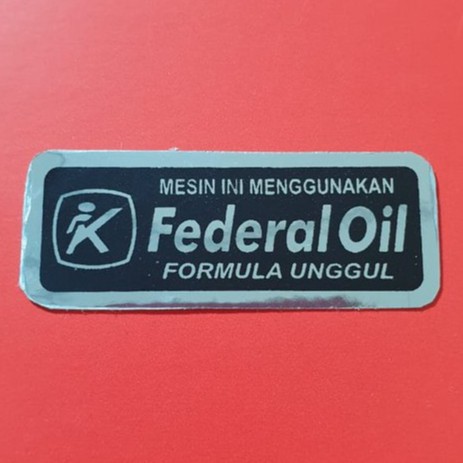 MESIN INI MENGGUNAKAN
Federal Oil
FORMULA UNGGUL